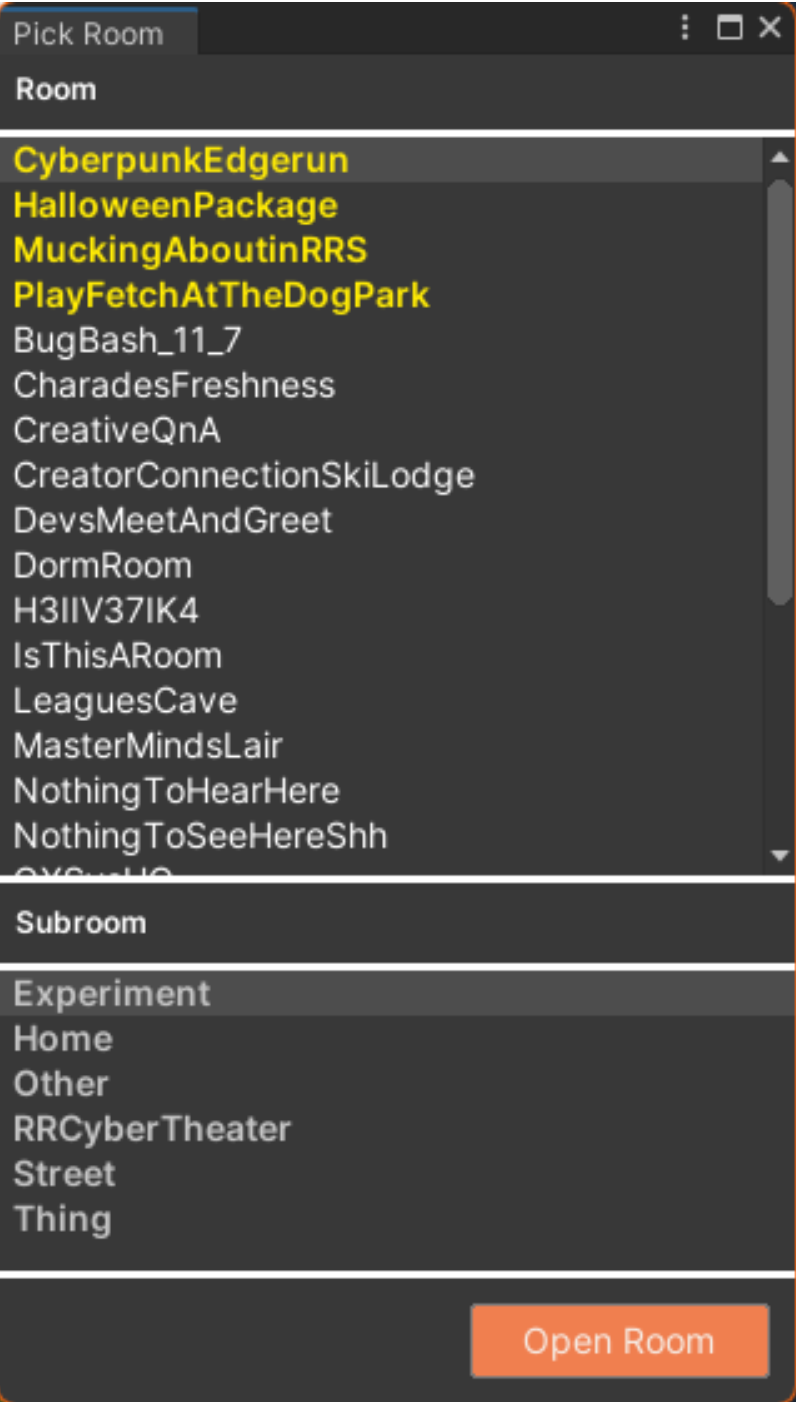 Pick Room
Room
CyberpunkEdgerun
HalloweenPackage
MuckingAboutinRRS
PlayFetchAtTheDogPark
BugBash_11_7
CharadesFreshness
CreativeQnA
CreatorConnectionSkiLodge
DevsMeetAndGreet
DormRoom
H3IIV37IK4
IsThisARoom
LeaguesCave
MasterMindsLair
NothingToHearHere
NothingToSeeHereShh
Subroom
Experiment
Home
Other
RRCyberTheater
Street
Thing
Open Room